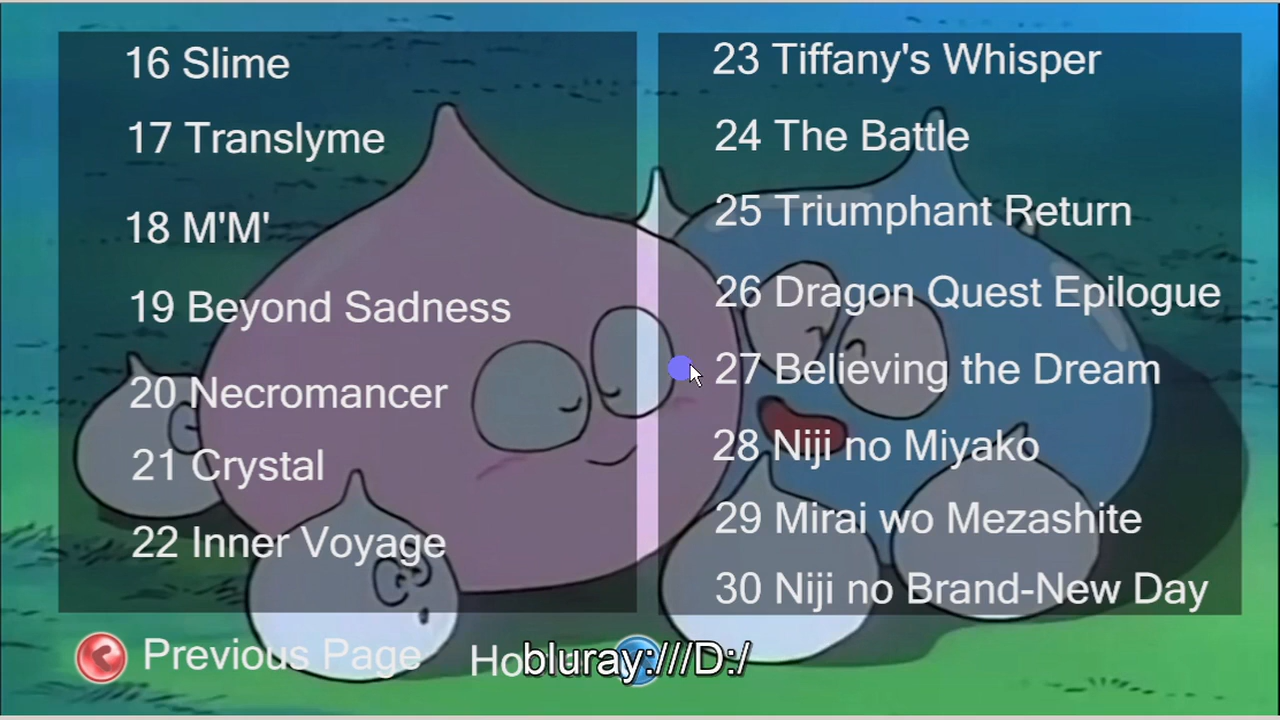 16 Slime
17 Translyme
18 M'M'
19 Beyond Sadness
20 Necromancer
21 Crystal
22 Inner Voyage
23 Tiffany's Whisper
24 The Battle
25 Triumphant Return
26 Dragon Quest Epilogue
27 Believing the Dream
28 Niji no Miyako
29 Mirai wo Mezashite
30 Niji no Brand-New Day
Previous Page
bluray:///D:/